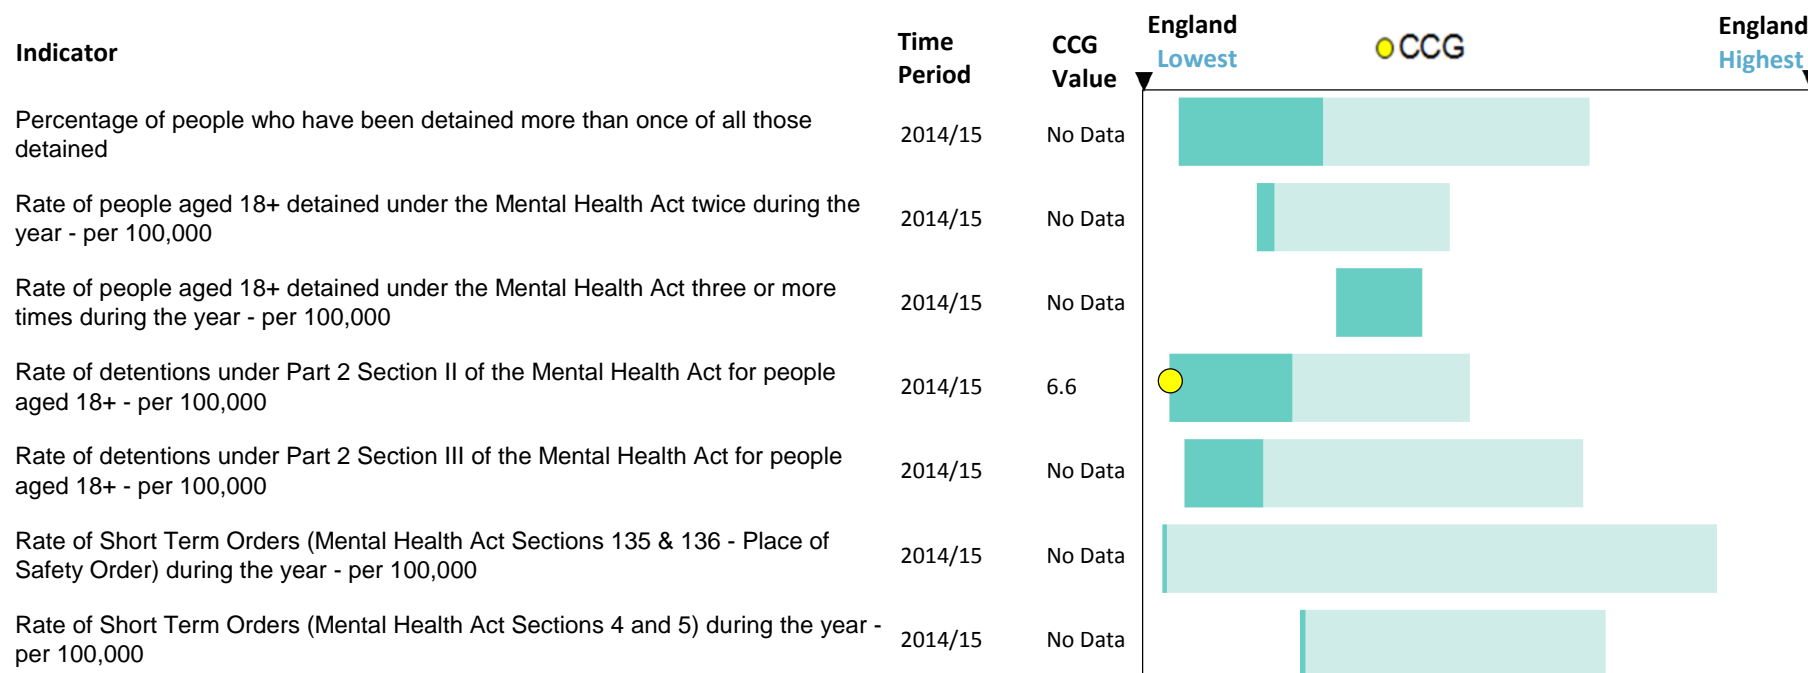 Indicator
Time
Period
CCG
Value
England
Lowest
CCG
England
Highest
Percentage of people who have been detained more than once of all those
detained
2014/15
No Data
Rate of people aged 18+ detained under the Mental Health Act twice during the
year - per 100,000
2014/15
No Data
Rate of people aged 18+ detained under the Mental Health Act three or more
times during the year - per 100,000
2014/15
No Data
Rate of detentions under Part 2 Section II of the Mental Health Act for people
aged 18+ - per 100,000
2014/15
6.6
Rate of detentions under Part 2 Section III of the Mental Health Act for people
aged 18+ - per 100,000
2014/15
No Data
Rate of Short Term Orders (Mental Health Act Sections 135 & 136 - Place of
Safety Order) during the year - per 100,000
2014/15
No Data
Rate of Short Term Orders (Mental Health Act Sections 4 and 5) during the year -
per 100,000
2014/15
No Data